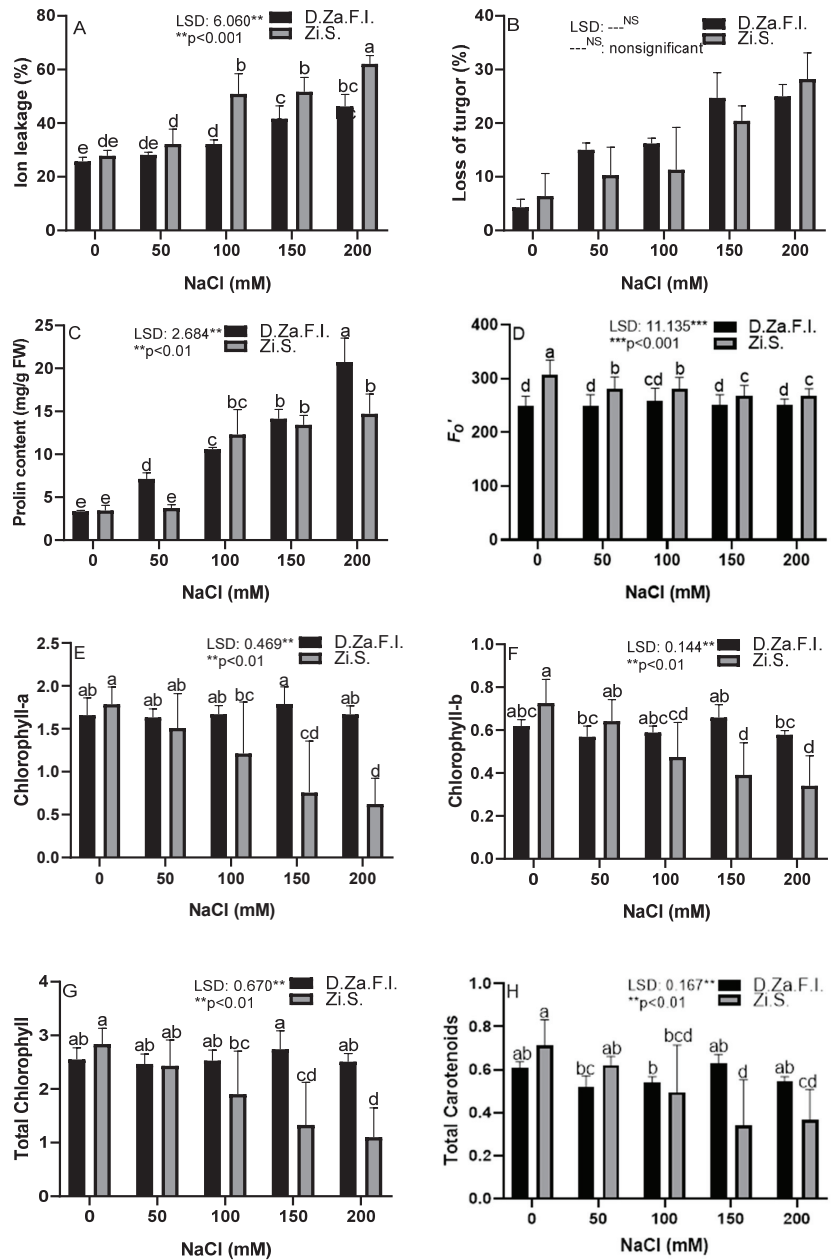 A
LSD: 6.060**
**p<0.001
D.Za.F.I.
Zi.S.
Ion leakage (%)
80
60
40
20
0
e de de d d b c b bc a
0 50 100 150 200
NaCl (mM)
B
LSD: ---NS
---NS: nonsignificant
D.Za.F.I.
Zi.S.
Loss of turgor (%)
40
30
20
10
0
0 50 100 150 200
NaCl (mM)
C
LSD: 2.684**
**p<0.01
D.Za.F.I.
Zi.S.
Prolin content (mg/g FW)
25
20
15
10
5
0
e e d e c bc b b a b
0 50 100 150 200
NaCl (mM)
D
LSD: 11.135***
***p<0.001
D.Za.F.I.
Zi.S.
Fo'
400
300
200
100
0
d a d b cd b d c d c
0 50 100 150 200
NaCl (mM)
E
LSD: 0.469**
**p<0.01
D.Za.F.I.
Zi.S.
Chlorophyll-a
2.5
2.0
1.5
1.0
0.5
0.0
ab a ab ab ab bc a cd ab d
0 50 100 150 200
NaCl (mM)
F
LSD: 0.144**
**p<0.01
D.Za.F.I.
Zi.S.
Chlorophyll-b
1.0
0.8
0.6
0.4
0.2
0.0
abc a bc ab abc cd ab d bc d
0 50 100 150 200
NaCl (mM)
G
LSD: 0.670**
**p<0.01
D.Za.F.I.
Zi.S.
Total Chlorophyll
4
3
2
1
0
ab a ab ab ab bc a cd ab d
0 50 100 150 200
NaCl (mM)
H
LSD: 0.167**
**p<0.01
D.Za.F.I.
Zi.S.
Total Carotenoids
1.0
0.8
0.6
0.4
0.2
0.0
ab a bc ab b bcd ab d ab cd
0 50 100 150 200
NaCl (mM)